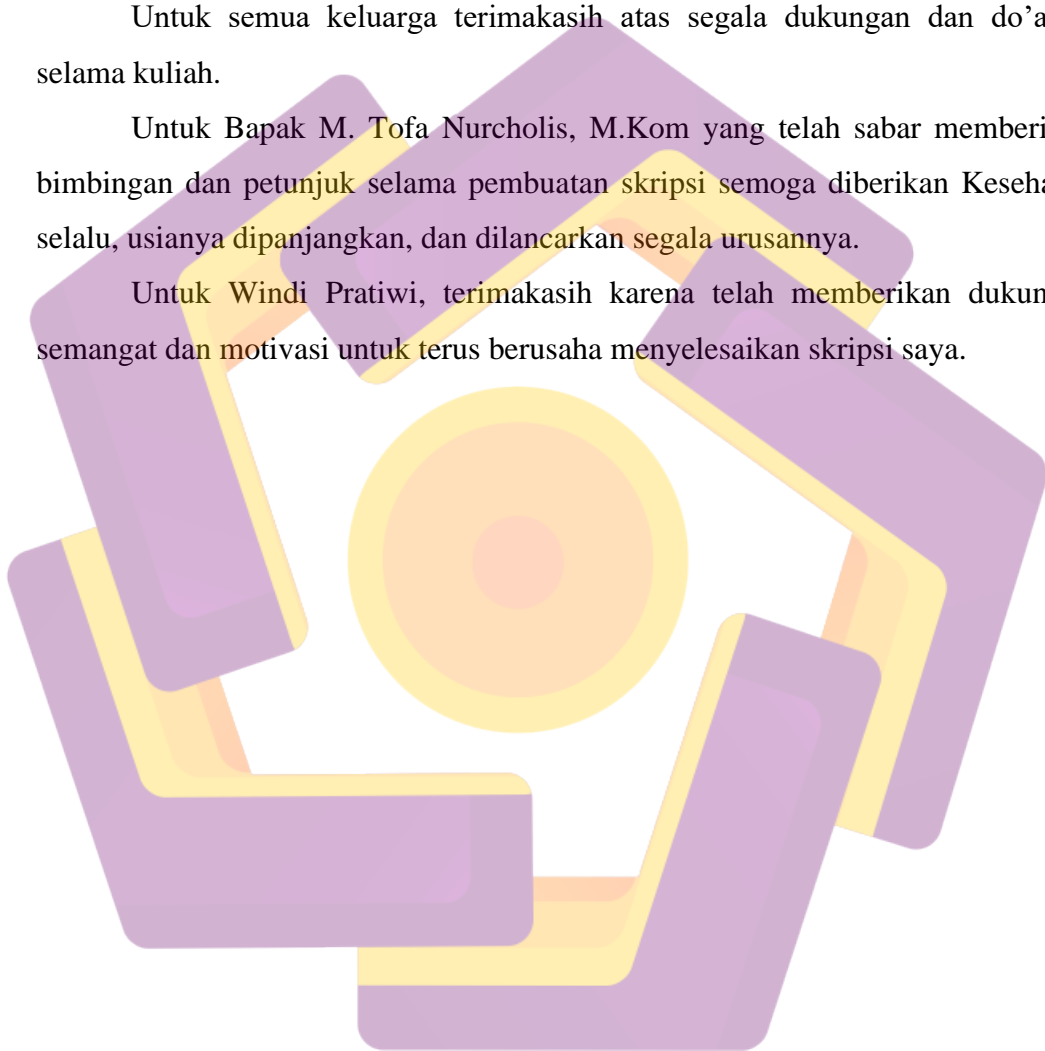 Untuk semua keluarga terimakasih atas segala dukungan dan do’a
selama kuliah.
Untuk Bapak M. Tofa Nurcholis, M.Kom yang telah sabar memberi
bimbingan dan petunjuk selama pembuatan skripsi semoga diberikan Keseha
selalu, usianya dipanjangkan, dan dilancarkan segala urusannya.
Untuk Windi Pratiwi, terimakasih karena telah memberikan dukun
semangat dan motivasi untuk terus berusaha menyelesaikan skripsi saya.